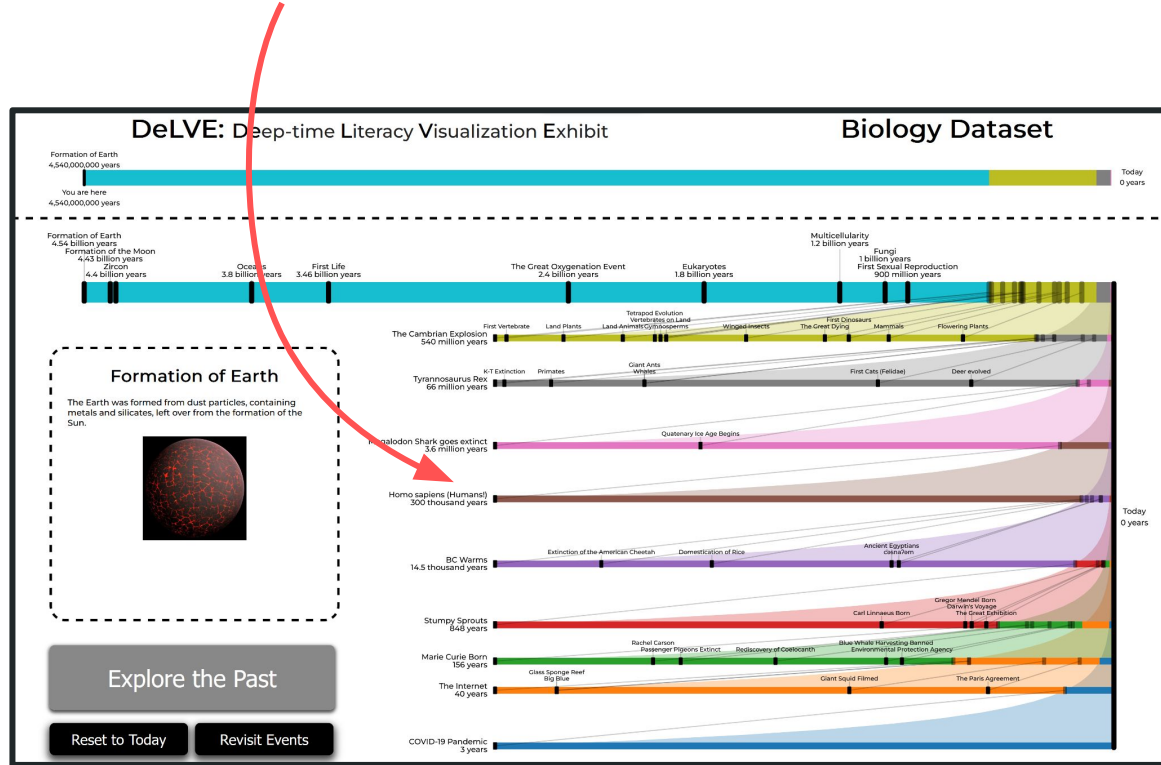 DeLVE: Deep-time Literacy Visualization Exhibit
Biology Dataset
Formation of Earth
4,540,000,000 years
You are here
4,540,000,000 years
Today
0 years
Formation of Earth
4.54 billion years
Formation of the Moon
4.43 billion years
Zircon
4.4 billion years
Oceans
3.8 billion years
First Life
3.46 billion years
The Great Oxygenation Event
2.4 billion years
Eukaryotes
1.8 billion years
Multicellularity
1.2 billion years
Fungi
1 billion years
First Sexual Reproduction
900 million years
The Cambrian Explosion
540 million years
First Vertebrate
Land Plants
Land Animals
Tetrapod Evolution
Vertebrates on Land
Gymnosperms
Winged Insects
First Dinosaurs
The Great Dying
Mammals
Flowering Plants
Tyrannosaurus Rex
66 million years
K-T Extinction
Primates
Giant Ants
Whales
First Cats (Felidae)
Deer evolved
Megalodon Shark goes extinct
3.6 million years
Quatenary Ice Age Begins
Homo sapiens (Humans!)
300 thousand years
Today
0 years
BC Warms
14.5 thousand years
Extinction of the American Cheetah
Domestication of Rice
Ancient Egyptians
c̓əsnaʔəm
Stumpy Sprouts
848 years
Carl Linnaeus Born
Gregor Mendel Born
Darwin's Voyage
The Great Exhibition
Marie Curie Born
156 years
Rachel Carson
Passenger Pigeons Extinct
Rediscovery of Coelocanth
Blue Whale Harvesting Banned
Environmental Protection Agency
The Internet
40 years
Glass Sponge Reef
Big Blue
Giant Squid Filmed
The Paris Agreement
COVID-19 Pandemic
3 years
Formation of Earth
The Earth was formed from dust particles, containing
metals and silicates, left over from the formation of the
Sun.
Explore the Past
Reset to Today
Revisit Events